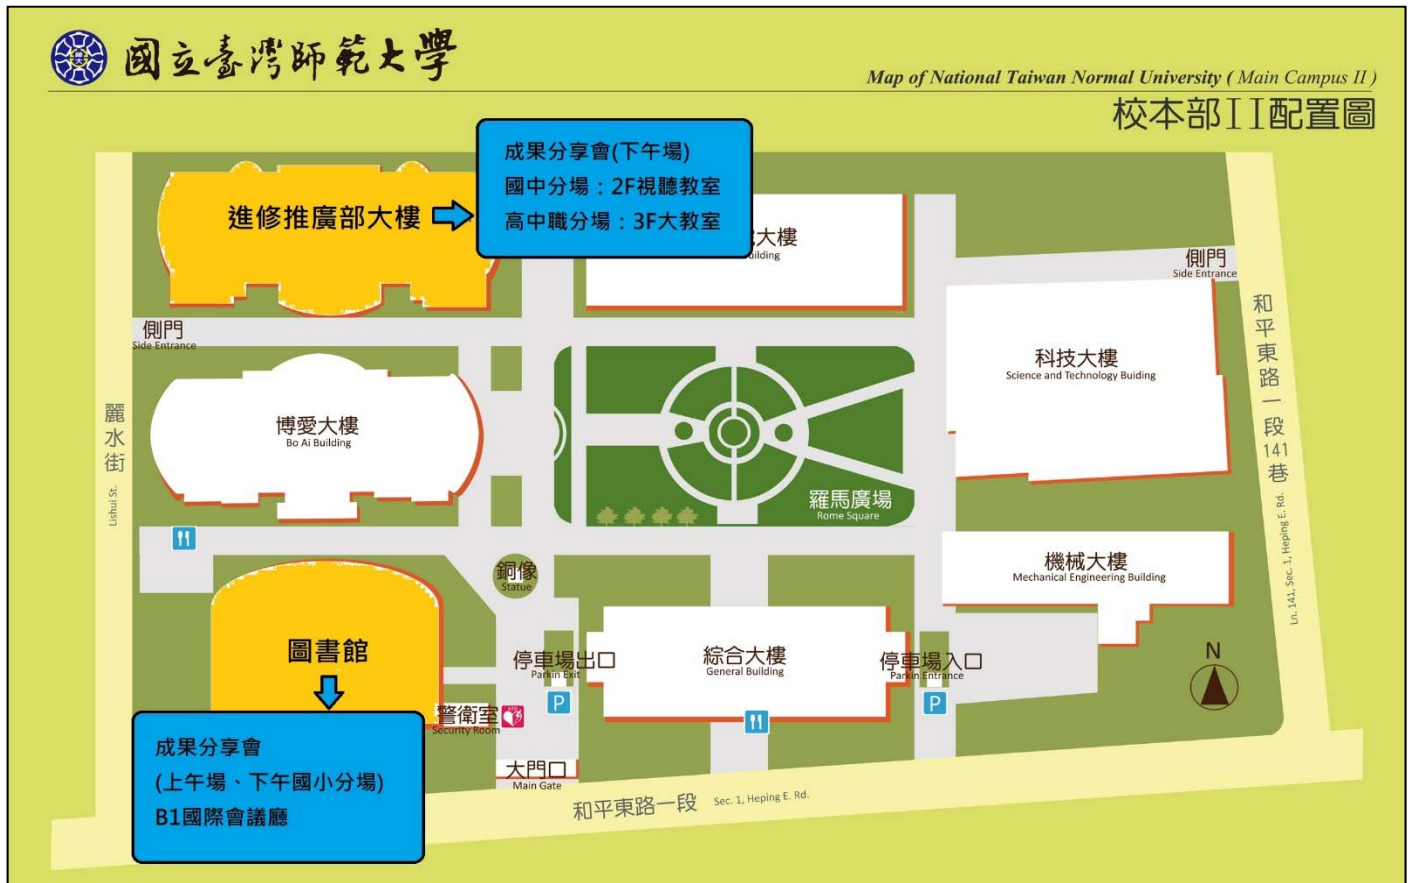 國立臺灣師範大學
Map of National Taiwan Normal University ( Main Campus II )
校本部II配置圖
成果分享會(下午場)
國中分場：2F視聽教室
高中職分場：3F大教室
進修推廣部大樓
大樓
側門
Side Entrance
側門
Side Entrance
和平東路一段141巷
Ln. 141, Sec. 1, Heping E. Rd.
科技大樓
Science and Technology Buiding
麗水街
Lishui St.
博愛大樓
Bo Ai Building
羅馬廣場
Rome Square
機械大樓
Mechanical Engineering Building
銅像
Statue
圖書館
停車場出口
Parkin Exit
P
綜合大樓
General Building
停車場入口
Parkin Entrance
P
N
警衛室
Security Room
成果分享會
(上午場、下午國小分場)
B1國際會議廳
大門口
Main Gate
和平東路一段 Sec. 1, Heping E. Rd.